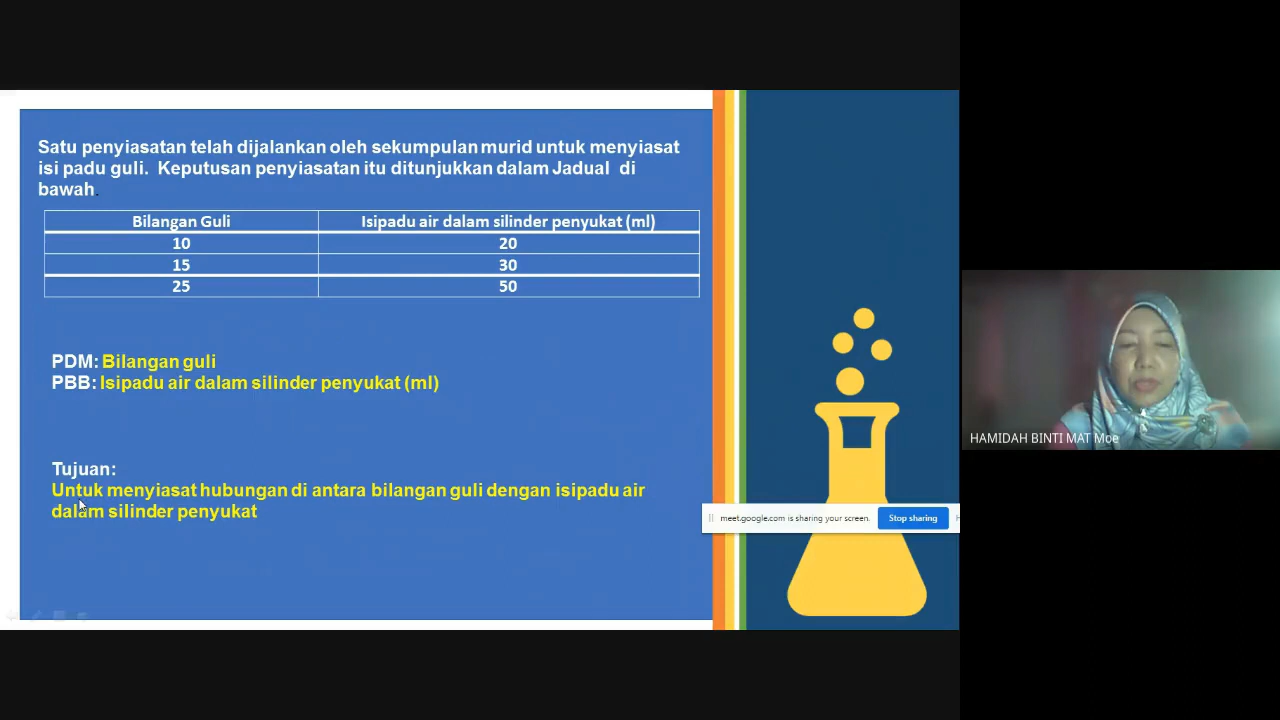 Satu penyiasatan telah dijalankan oleh sekumpulan murid untuk menyiasat
isi padu guli. Keputusan penyiasatan itu ditunjukkan dalam Jadual di
bawah.
Bilangan Guli Isipadu air dalam silinder penyukat (ml)
10 20
15 30
25 50
PDM: Bilangan guli
PBB: Isipadu air dalam silinder penyukat (ml)
Tujuan:
Untuk menyiasat hubungan di antara bilangan guli dengan isipadu air
dalam silinder penyukat
meet.google.com is sharing your screen. Stop sharing H
HAMIDAH BINTI MAT Moe